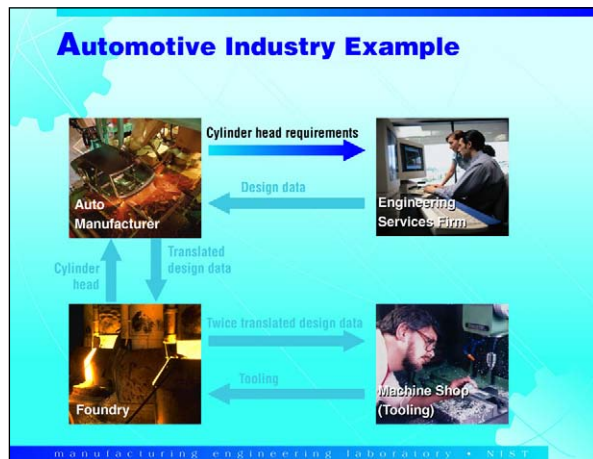 Automotive Industry Example
Cylinder head requirements
Design data
Auto
Manufacturer
Engineering
Services Firm
Cylinder
head
Translated
design data
Twice translated design data
Tooling
Foundry
Machine Shop
(Tooling)
manufacturing engineering laboratory • NIST